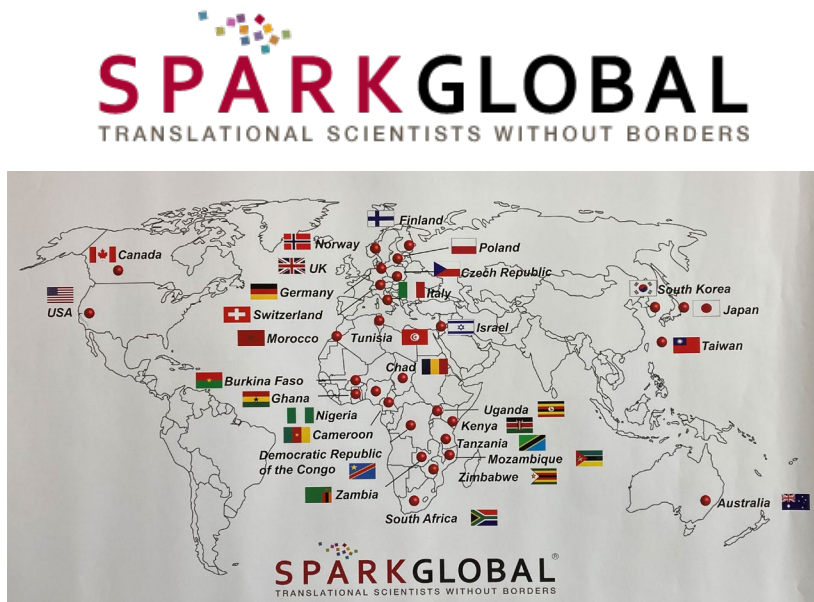 SPARKGLOBAL
TRANSLATIONAL SCIENTISTS WITHOUT BORDERS
Finland
Norway
Poland
Canada
UK
Czech Republic
Germany
Italy
South Korea
USA
Switzerland
Japan
Morocco
Tunisia
Israel
Taiwan
Chad
Burkina Faso
Ghana
Uganda
Nigeria
Kenya
Cameroon
Tanzania
Democratic Republic
of the Congo
Mozambique
Zimbabwe
Zambia
South Africa
Australia
SPARKGLOBAL®
TRANSLATIONAL SCIENTISTS WITHOUT BORDERS